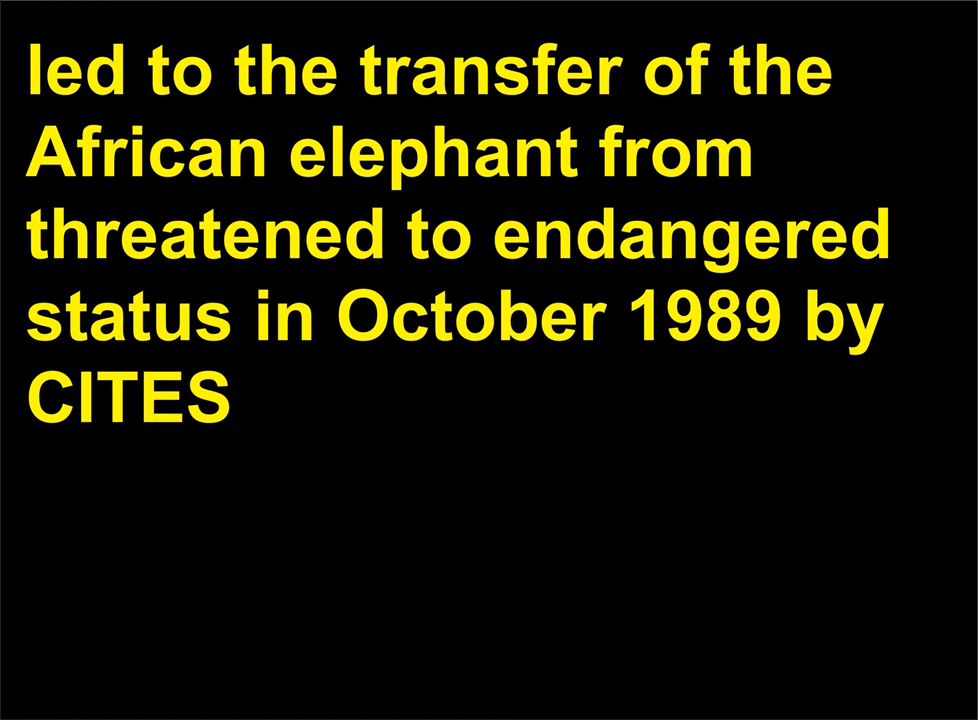 led to the transfer of the
African elephant from
threatened to endangered
status in October 1989 by
CITES